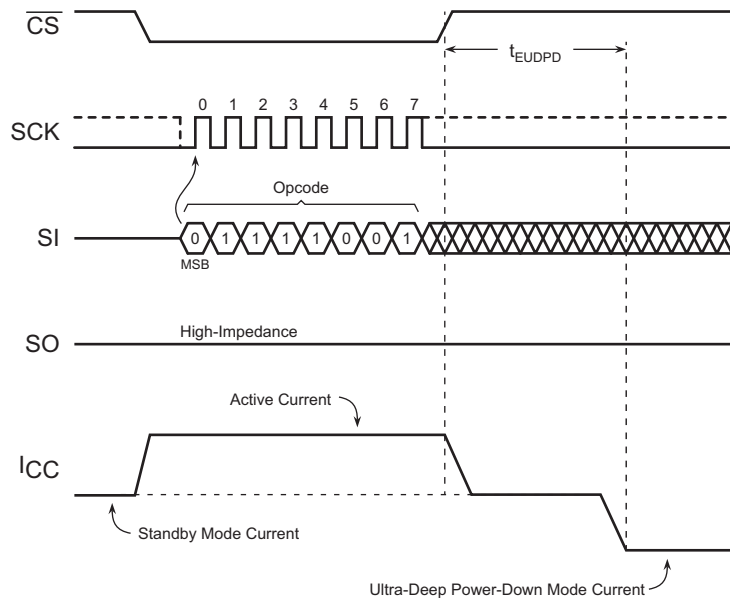 CS
tEUDPD
0 1 2 3 4 5 6 7
SCK
Opcode
SI
0 1 1 1 1 0 0 1
MSB
High-Impedance
SO
Active Current
ICC
Standby Mode Current
Ultra-Deep Power-Down Mode Current